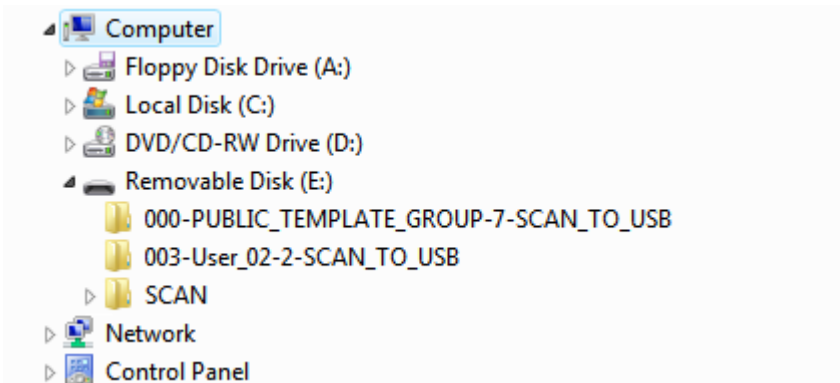 Computer
Floppy Disk Drive (A:)
Local Disk (C:)
DVD/CD-RW Drive (D:)
Removable Disk (E:)
000-PUBLIC_TEMPLATE_GROUP-7-SCAN_TO_USB
003-User_02-2-SCAN_TO_USB
SCAN
Network
Control Panel